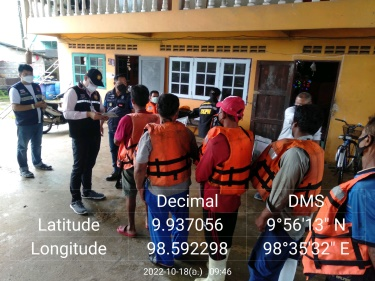 Decimal DMS
Latitude 9.937056 9°56'13" N
Longitude 98.592298 98°35'32" E
2022-10-18(อ.) 09:46